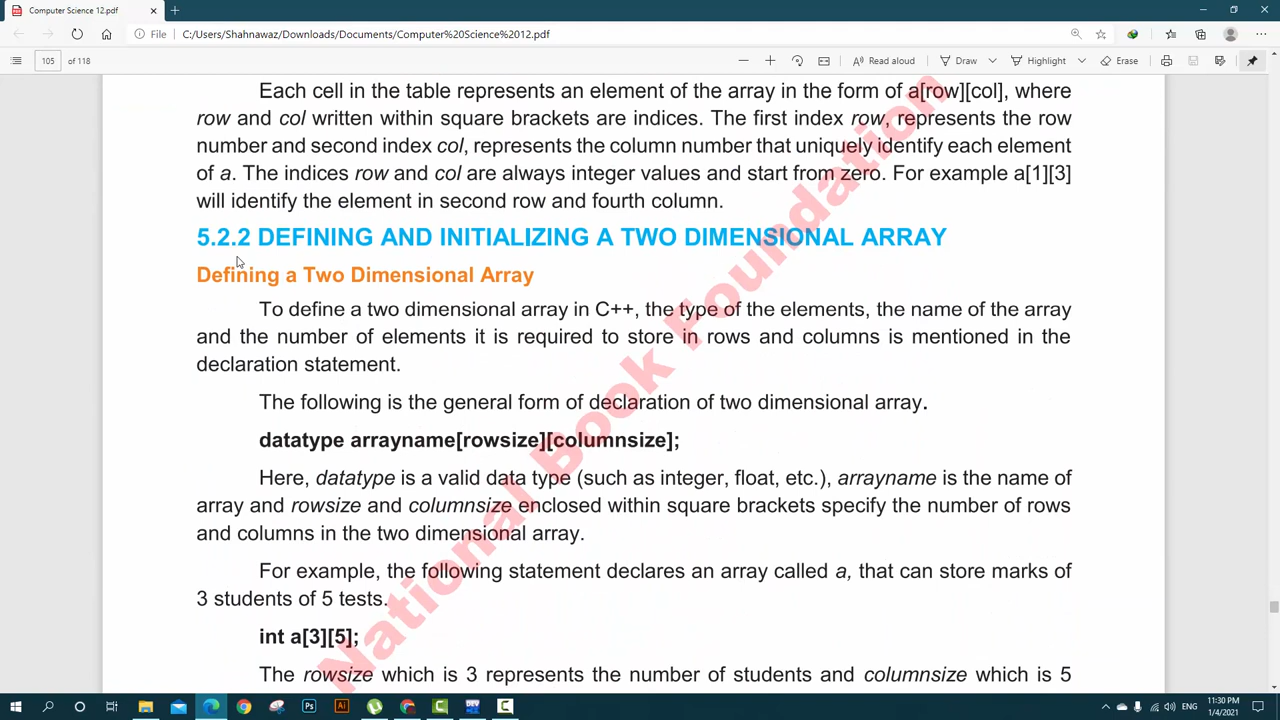 Computer Science 12.pdf
File C:/Users/Shahnawaz/Downloads/Documents/Computer%20Science%2012.pdf
105 of 118 Read aloud Draw Highlight Erase
Each cell in the table represents an element of the array in the form of a[row][col], where
row and col written within square brackets are indices. The first index row, represents the row
number and second index col, represents the column number that uniquely identify each element
of a. The indices row and col are always integer values and start from zero. For example a[1][3]
will identify the element in second row and fourth column.
5.2.2 DEFINING AND INITIALIZING A TWO DIMENSIONAL ARRAY
Defining a Two Dimensional Array
To define a two dimensional array in C++, the type of the elements, the name of the array
and the number of elements it is required to store in rows and columns is mentioned in the
declaration statement.
The following is the general form of declaration of two dimensional array.
datatype arrayname[rowsize][columnsize];
Here, datatype is a valid data type (such as integer, float, etc.), arrayname is the name of
array and rowsize and columnsize enclosed within square brackets specify the number of rows
and columns in the two dimensional array.
For example, the following statement declares an array called a, that can store marks of
3 students of 5 tests.
int a[3][5];
The rowsize which is 3 represents the number of students and columnsize which is 5
National Book Foundation
Ps Ai ENG 11:30 PM
1/4/2021